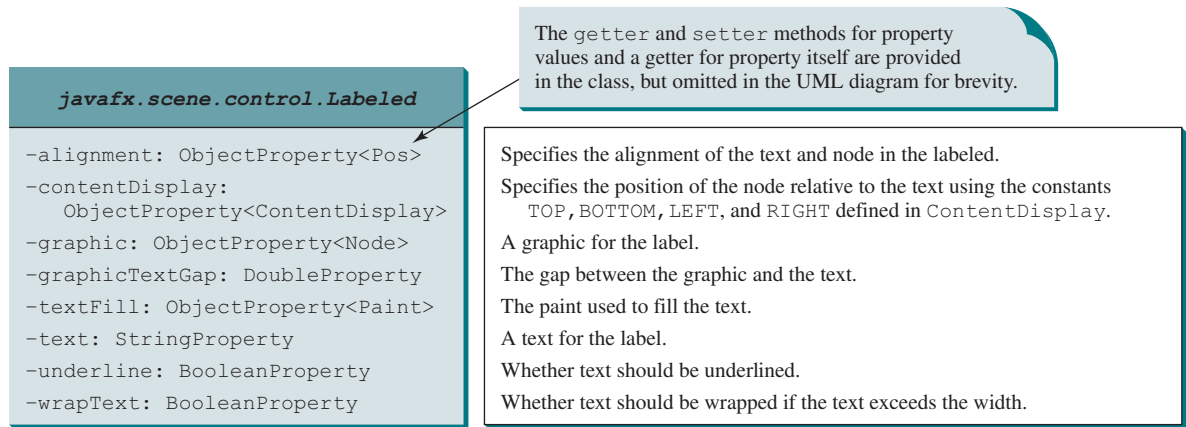 The getter and setter methods for property
values and a getter for property itself are provided
in the class, but omitted in the UML diagram for brevity.
javafx.scene.control.Labeled
-alignment: ObjectProperty<Pos>
Specifies the alignment of the text and node in the labeled.
-contentDisplay:
Specifies the position of the node relative to the text using the constants
ObjectProperty<ContentDisplay>
TOP, BOTTOM, LEFT, and RIGHT defined in ContentDisplay.
-graphic: ObjectProperty<Node>
A graphic for the label.
-graphicTextGap: DoubleProperty
The gap between the graphic and the text.
-textFill: ObjectProperty<Paint>
The paint used to fill the text.
-text: StringProperty
A text for the label.
-underline: BooleanProperty
Whether text should be underlined.
-wrapText: BooleanProperty
Whether text should be wrapped if the text exceeds the width.